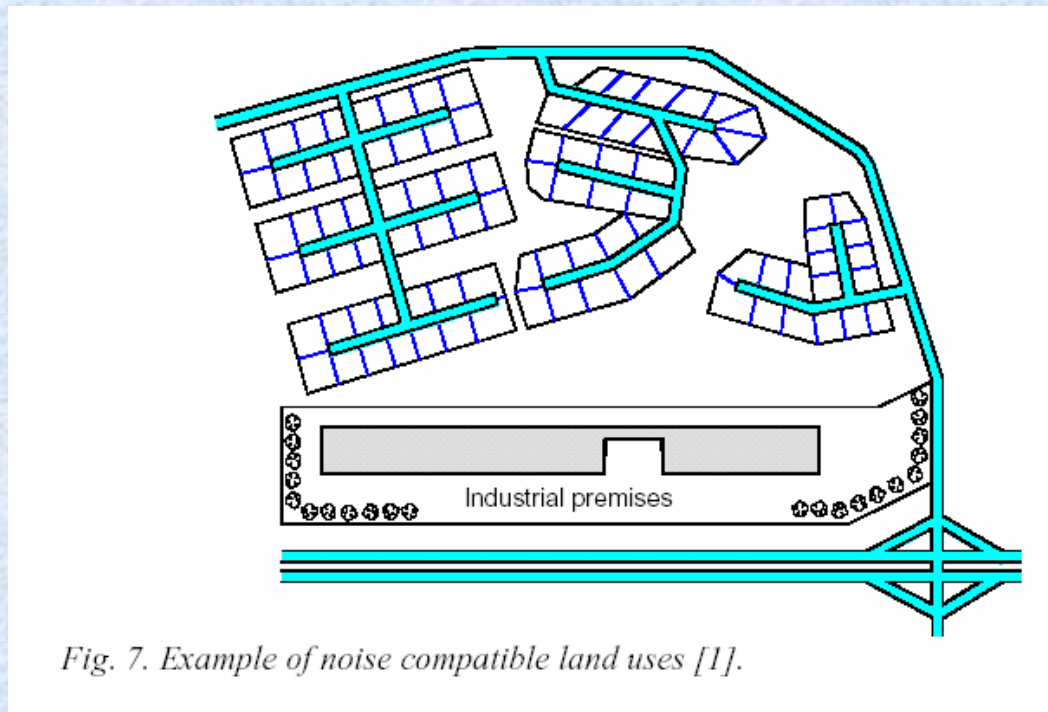 Industrial premises
Fig. 7. Example of noise compatible land uses [1].